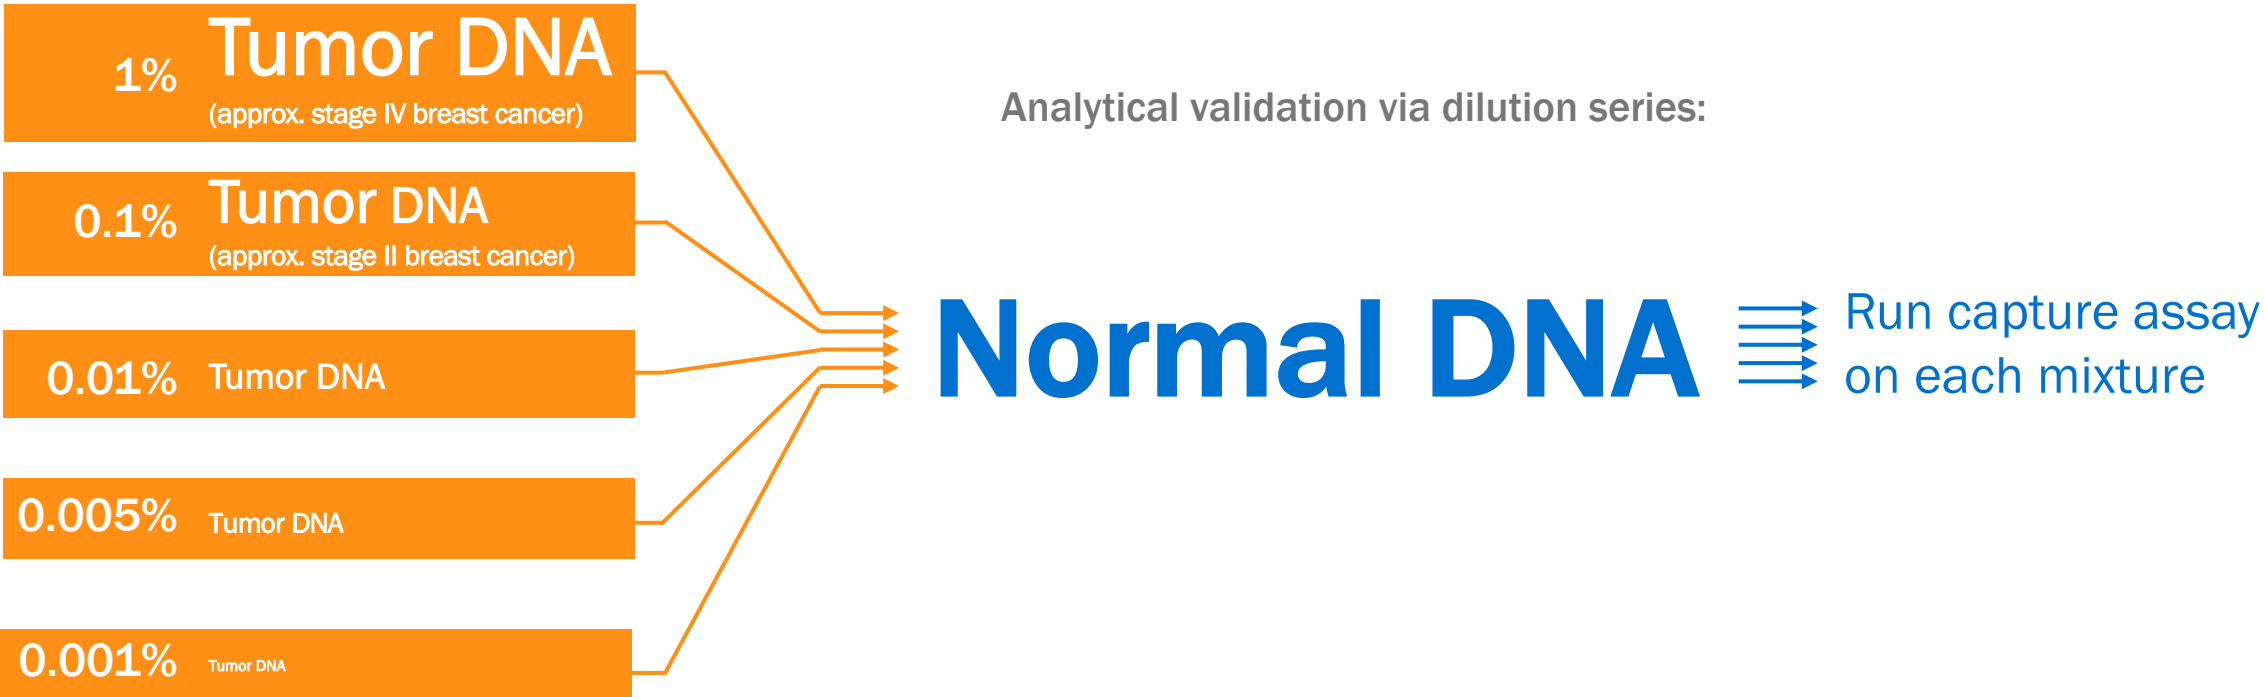 1% Tumor DNA
(approx. stage IV breast cancer)
0.1% Tumor DNA
(approx. stage II breast cancer)
0.01% Tumor DNA
0.005% Tumor DNA
0.001% Tumor DNA
Analytical validation via dilution series:
Normal DNA
Run capture assay
on each mixture